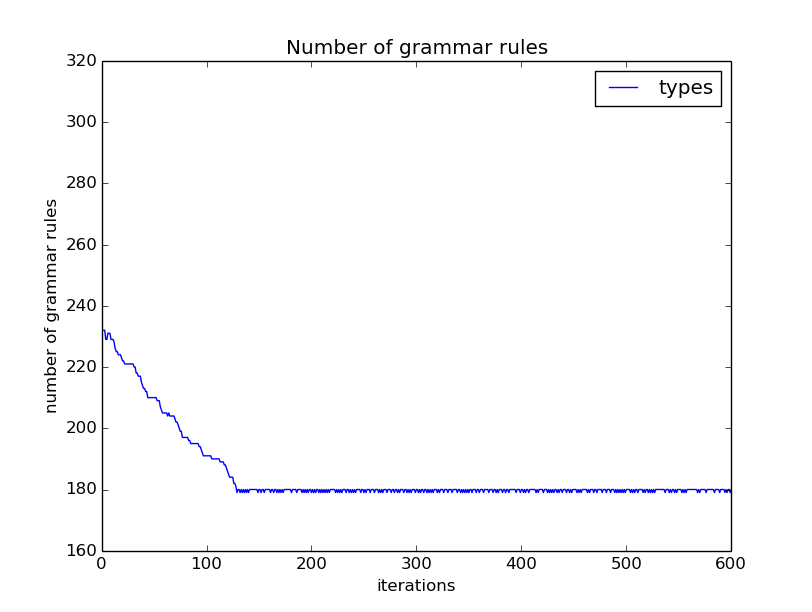 Number of grammar rules
types
320
300
280
260
240
220
200
180
160
number of grammar rules
0 100 200 300 400 500 600
iterations